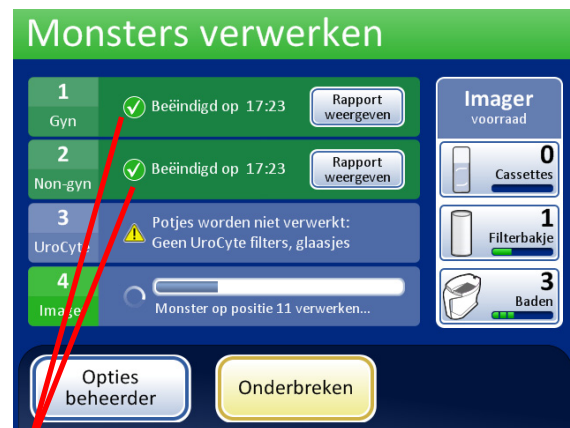 Monsters verwerken
1
Gyn
Beëindigd op 17:23
Rapport
weergeven
2
Non-gyn
Beëindigd op 17:23
Rapport
weergeven
3
UroCyte
Potjes worden niet verwerkt:
Geen UroCyte filters, glaasjes
4
Imager
Monster op positie 11 verwerken...
Imager
voorraad
0
Cassettes
1
Filterbakje
3
Baden
Opties
beheerder
Onderbreken